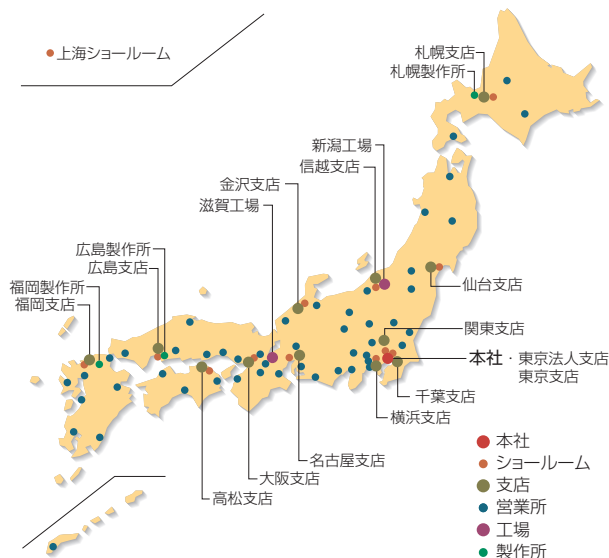 上海ショールーム
札幌支店
札幌製作所
新潟工場
信越支店
金沢支店
滋賀工場
広島製作所
広島支店
福岡製作所
福岡支店
仙台支店
関東支店
本社・東京法人支店
東京支店
千葉支店
横浜支店
名古屋支店
大阪支店
高松支店
本社
ショールーム
支店
営業所
工場
製作所